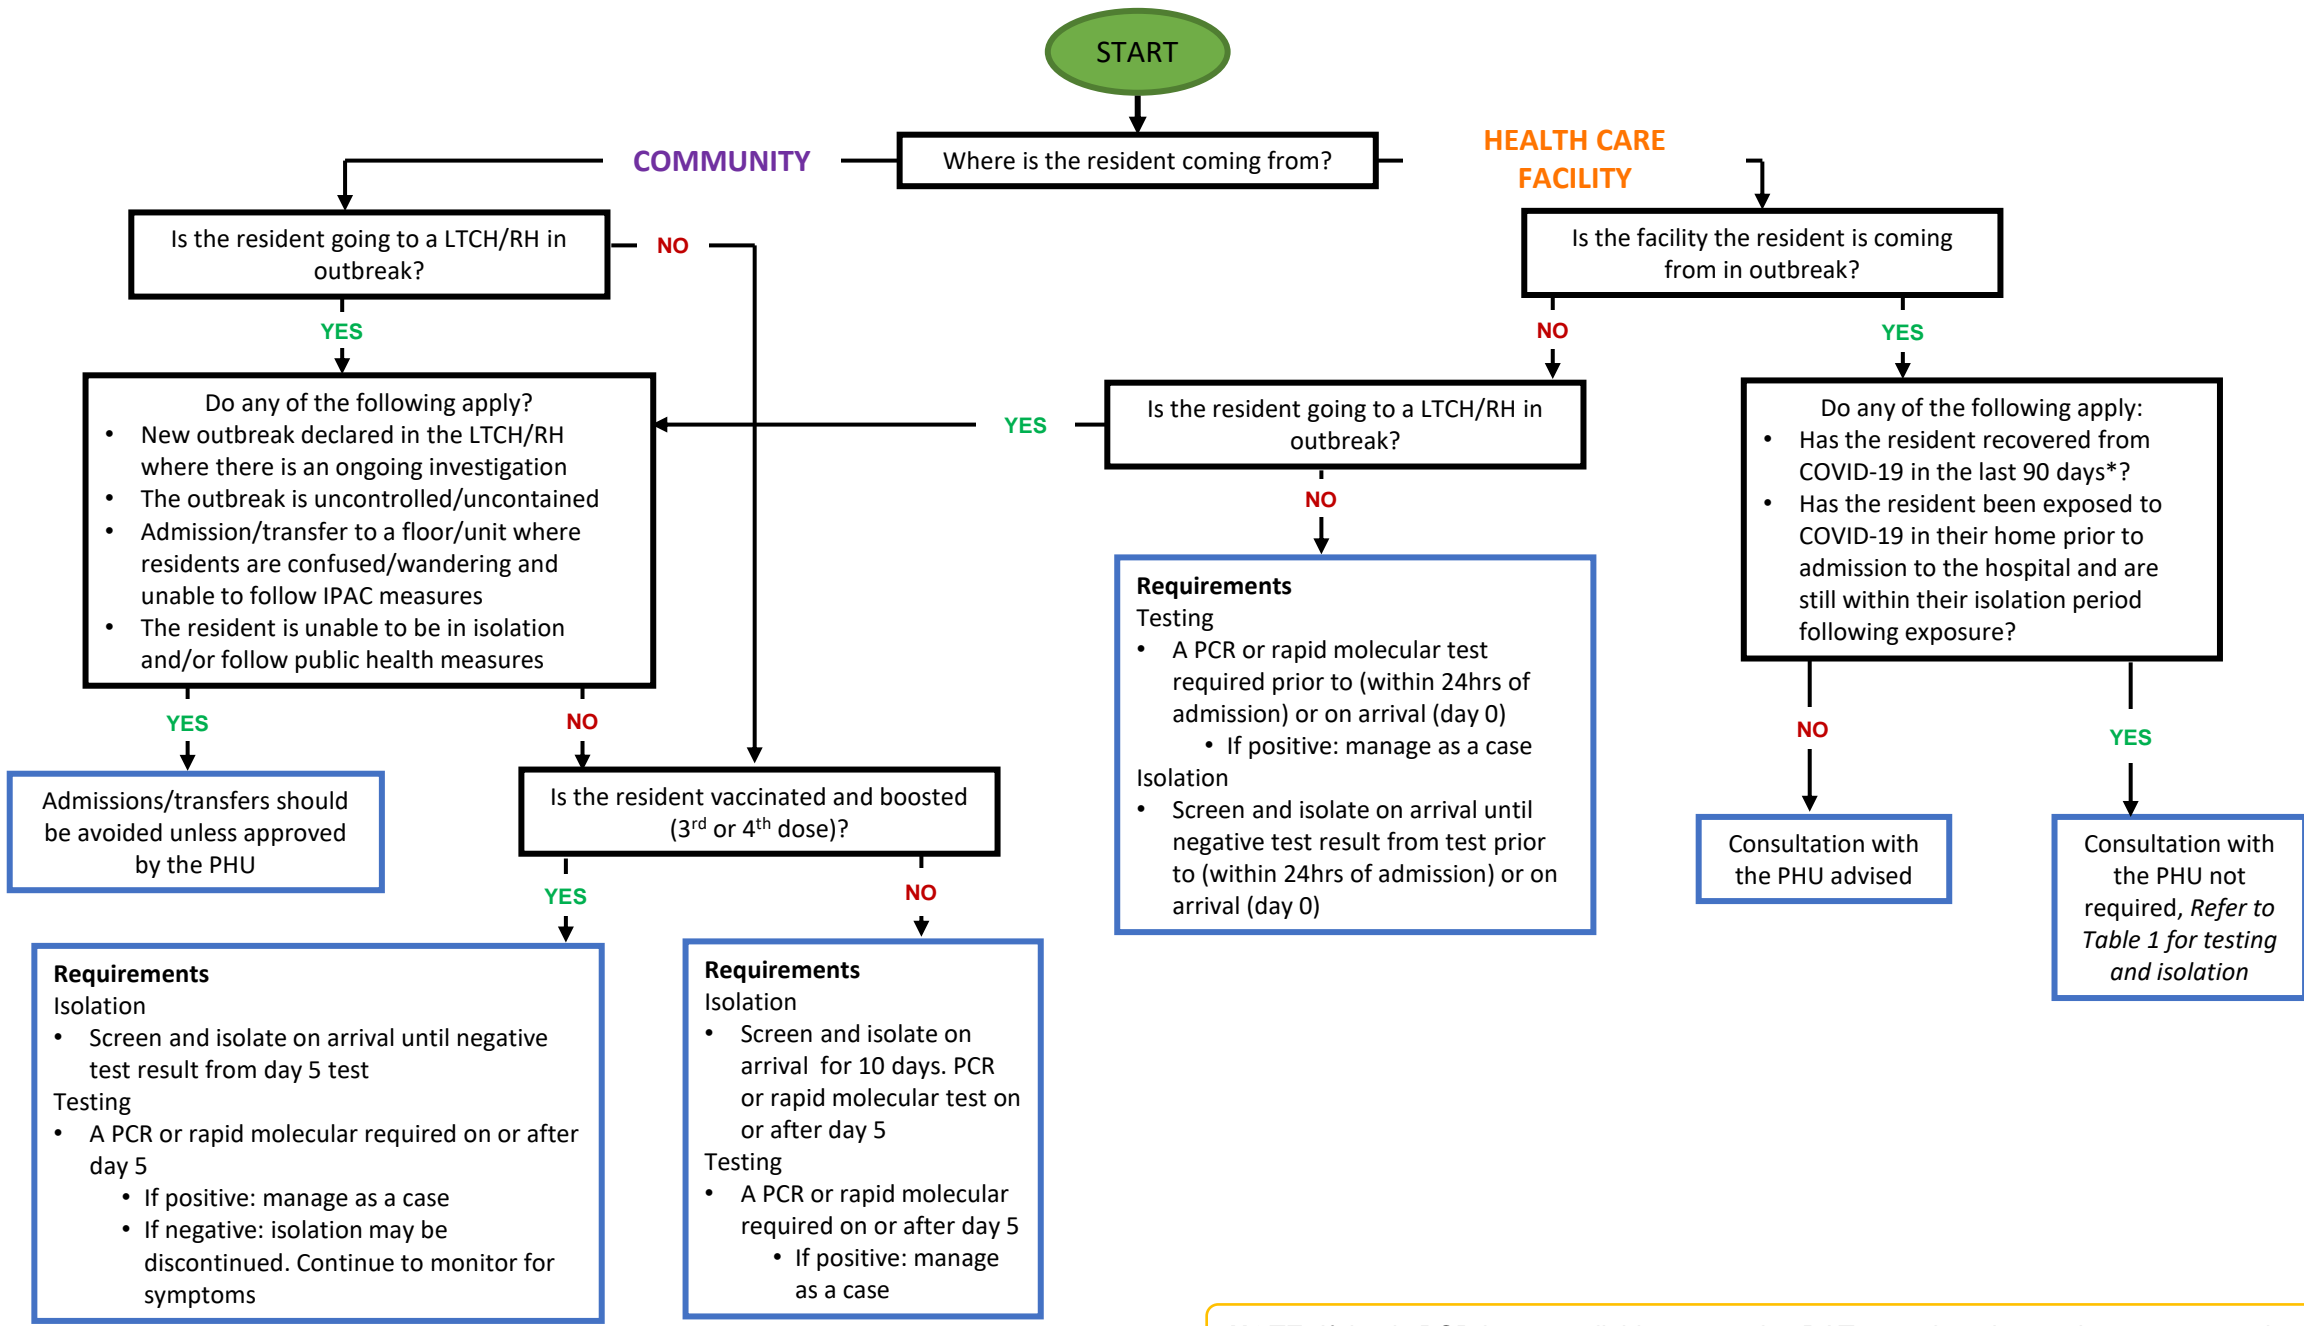 START
Where is the resident coming from?
COMMUNITY
HEALTH CARE
FACILITY
Is the resident going to a LTCH/RH in
outbreak?
NO
YES
Is the facility the resident is coming
from in outbreak?
NO
YES
Do any of the following apply?
• New outbreak declared in the LTCH/RH
where there is an ongoing investigation
• The outbreak is uncontrolled/uncontained
• Admission/transfer to a floor/unit where
residents are confused/wandering and
unable to follow IPAC measures
• The resident is unable to be in isolation
and/or follow public health measures
YES
NO
YES
Is the resident going to a LTCH/RH in
outbreak?
NO
Do any of the following apply:
• Has the resident recovered from
COVID-19 in the last 90 days*?
• Has the resident been exposed to
COVID-19 in their home prior to
admission to the hospital and are
still within their isolation period
following exposure?
NO
YES
Admissions/transfers should
be avoided unless approved
by the PHU
Is the resident vaccinated and boosted
(3rd or 4th dose)?
YES
NO
Requirements
Testing
• A PCR or rapid molecular test
required prior to (within 24hrs of
admission) or on arrival (day 0)
• If positive: manage as a case
Isolation
• Screen and isolate on arrival until
negative test result from test prior
to (within 24hrs of admission) or on
arrival (day 0)
Consultation with
the PHU advised
Consultation with
the PHU not
required, Refer to
Table 1 for testing
and isolation
Requirements
Isolation
• Screen and isolate on arrival until negative
test result from day 5 test
Testing
• A PCR or rapid molecular required on or after
day 5
• If positive: manage as a case
• If negative: isolation may be
discontinued. Continue to monitor for
symptoms
Requirements
Isolation
• Screen and isolate on
arrival for 10 days. PCR
or rapid molecular test on
or after day 5
Testing
• A PCR or rapid molecular
required on or after day 5
• If positive: manage
as a case